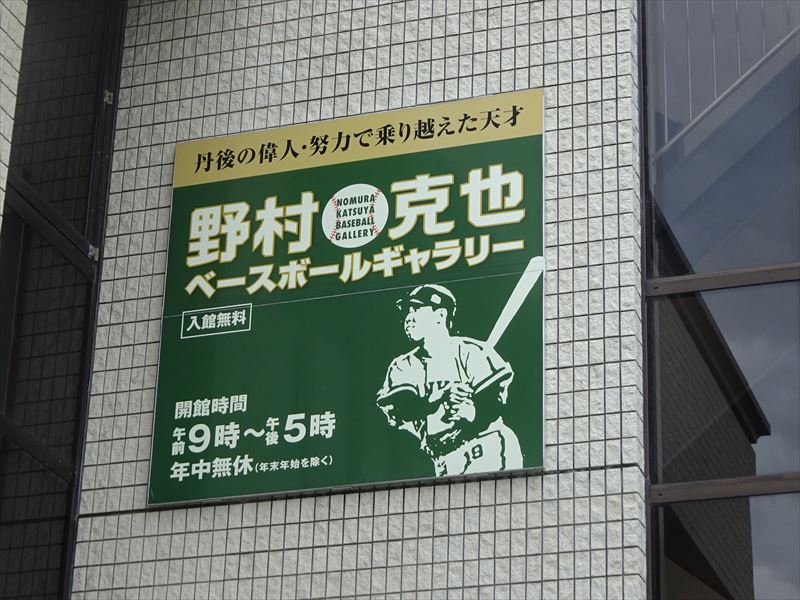 丹後の偉人・努力で乗り越えた天才
野村 克也
NOMURA
KATSUYA
BASEBALL
GALLERY
ベースボールギャラリー
入館無料
開館時間
午前9時～午後5時
年中無休(年末年始を除く)
19